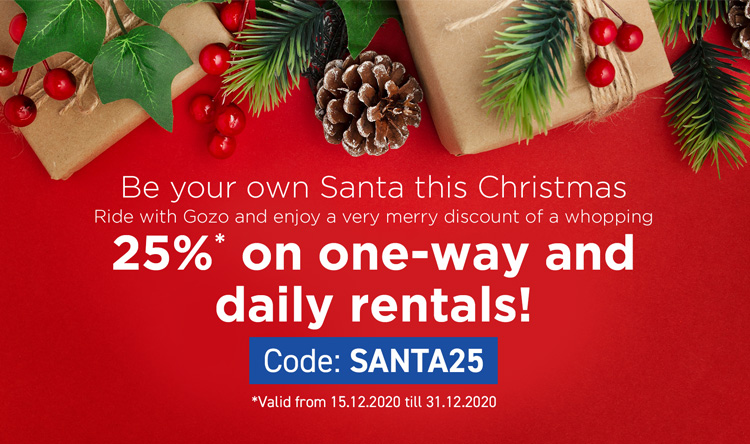 Be your own Santa this Christmas
Ride with Gozo and enjoy a very merry discount of a whopping
25%* on one-way and
daily rentals!
Code: SANTA25
*Valid from 15.12.2020 till 31.12.2020